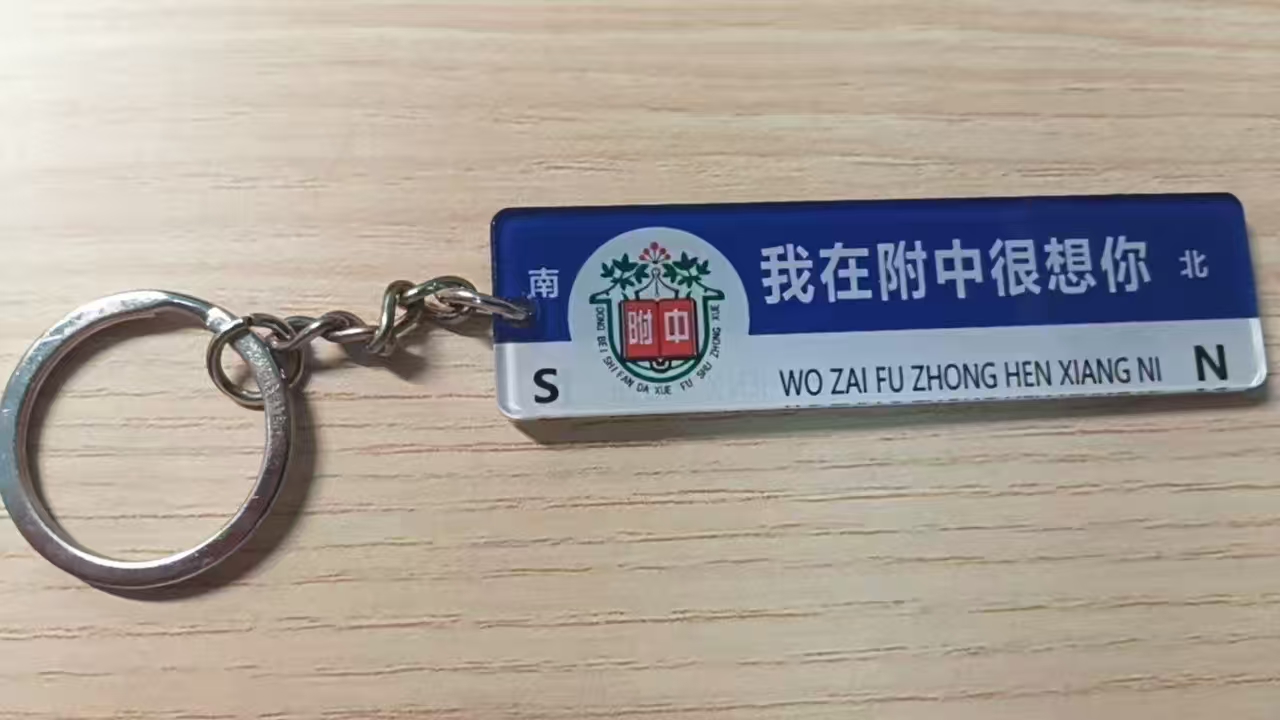 南 我在附中很想你 北
S WO ZAI FU ZHONG HEN XIANG NI N
附中
DONG BEI SHI FAN DA XUE FU SHU ZHONG XUE